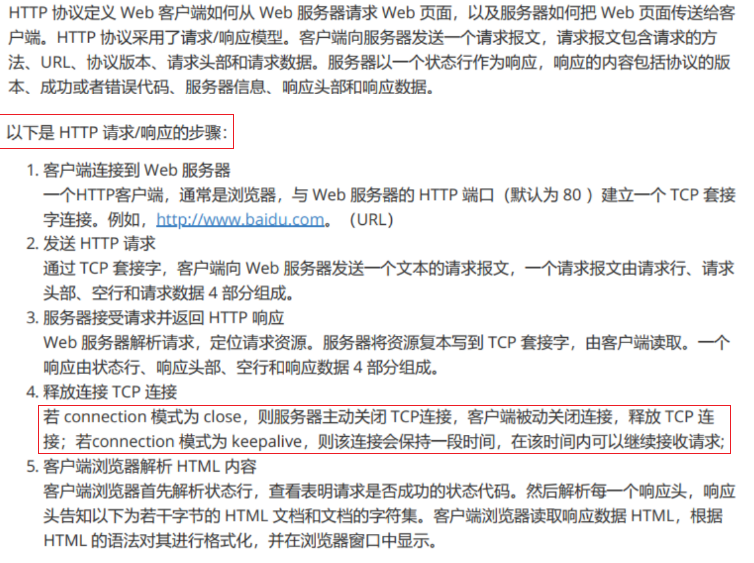 HTTP 协议定义 Web 客户端如何从 Web 服务器请求 Web 页面，以及服务器如何把 Web 页面传送给客
户端。HTTP 协议采用了请求/响应模型。客户端向服务器发送一个请求报文，请求报文包含请求的方
法、URL、协议版本、请求头部和请求数据。服务器以一个状态行作为响应，响应的内容包括协议的版
本、成功或者错误代码、服务器信息、响应头部和响应数据。
以下是 HTTP 请求/响应的步骤：
1. 客户端连接到 Web 服务器
一个HTTP客户端，通常是浏览器，与 Web 服务器的 HTTP 端口（默认为 80 ）建立一个 TCP 套接
字连接。例如，http://www.baidu.com。（URL）
2. 发送 HTTP 请求
通过 TCP 套接字，客户端向 Web 服务器发送一个文本的请求报文，一个请求报文由请求行、请求
头部、空行和请求数据 4 部分组成。
3. 服务器接受请求并返回 HTTP 响应
Web 服务器解析请求，定位请求资源。服务器将资源复本写到 TCP 套接字，由客户端读取。一个
响应由状态行、响应头部、空行和响应数据 4 部分组成。
4. 释放连接 TCP 连接
若 connection 模式为 close，则服务器主动关闭 TCP连接，客户端被动关闭连接，释放 TCP 连
接；若connection 模式为 keepalive，则该连接会保持一段时间，在该时间内可以继续接收请求;
5. 客户端浏览器解析 HTML 内容
客户端浏览器首先解析状态行，查看表明请求是否成功的状态代码。然后解析每一个响应头，响应
头告知以下为若干字节的 HTML 文档和文档的字符集。客户端浏览器读取响应数据 HTML，根据
HTML 的语法对其进行格式化，并在浏览器窗口中显示。